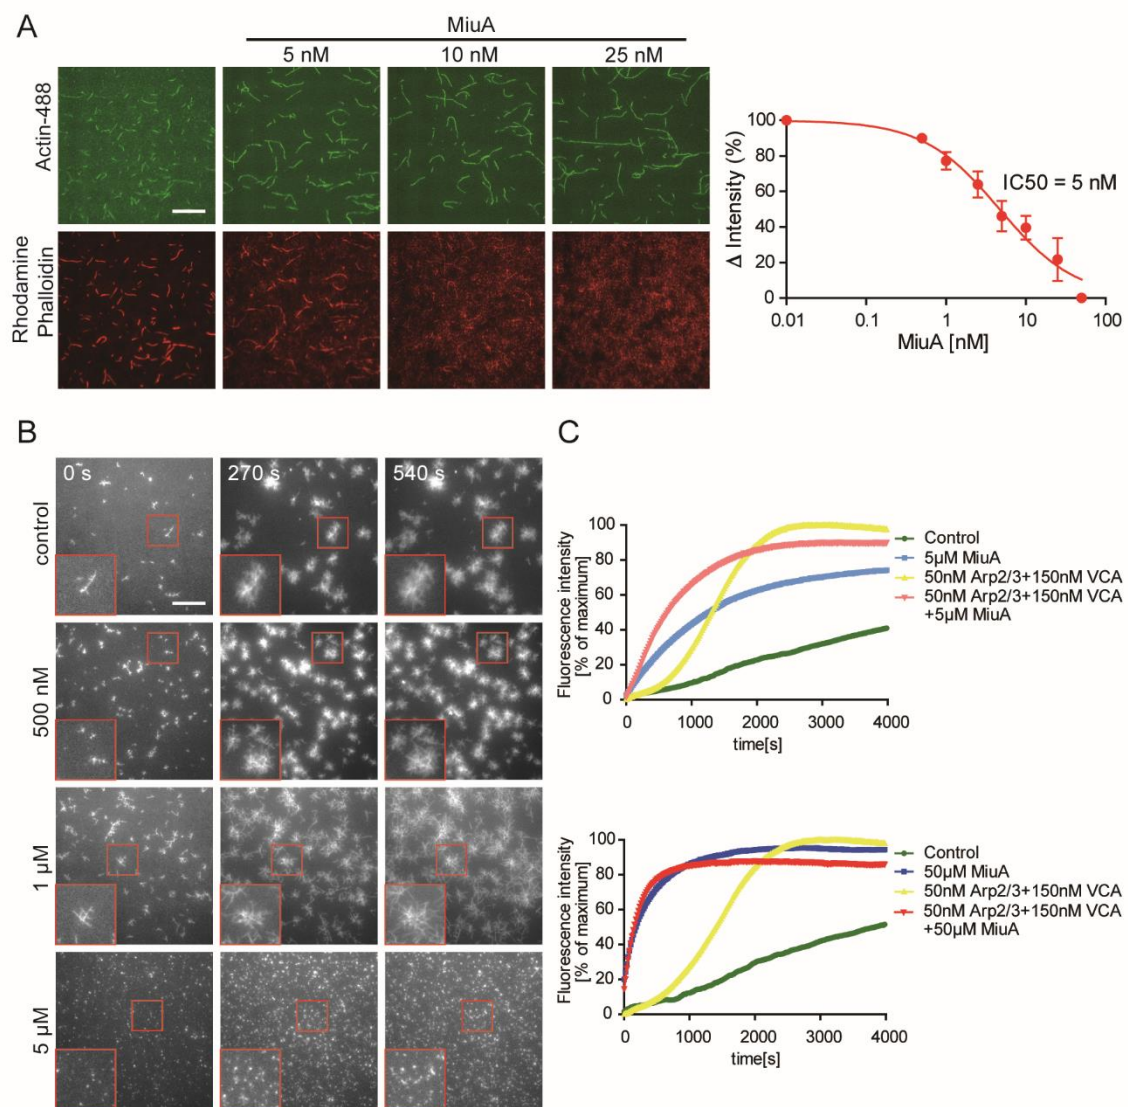 A
MiuA
5 nM
10 nM
25 nM
Actin-488
Rhodamine
Phalloidin
Δ Intensity (%)
100
80
60
40
20
0
IC50 = 5 nM
0.01
0.1
1
10
100
MiuA [nM]
B
0 s
270 s
540 s
control
500 nM
1 µM
5 µM
C
Fluorescence intensity
[% of maximum]
100
80
60
40
20
0
0
1000
2000
3000
4000
time[s]
Control
5µM MiuA
50nM Arp2/3+150nM VCA
50nM Arp2/3+150nM VCA
+5µM MiuA
Fluorescence intensity
[% of maximum]
100
80
60
40
20
0
0
1000
2000
3000
4000
time[s]
Control
50µM MiuA
50nM Arp2/3+150nM VCA
50nM Arp2/3+150nM VCA
+50µM MiuA